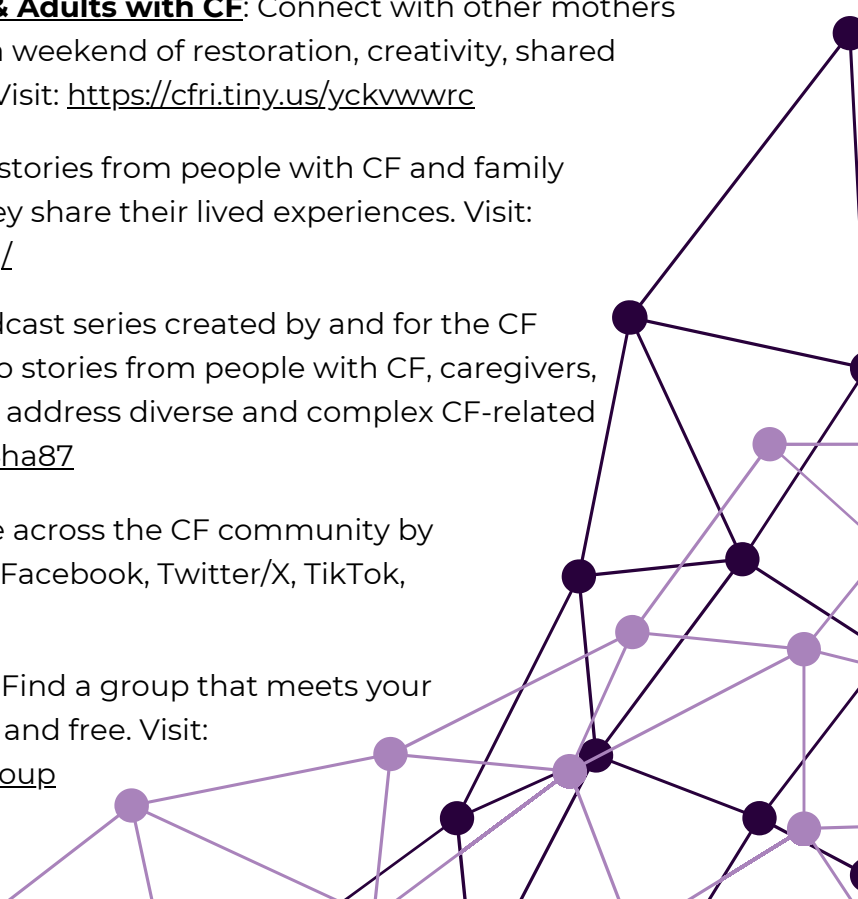 & Adults with CF: Connect with other mothers
weekend of restoration, creativity, shared
Visit: https://cfri.tiny.us/yckvwwrc
stories from people with CF and family
ey share their lived experiences. Visit:
/
dcast series created by and for the CF
o stories from people with CF, caregivers,
address diverse and complex CF-related
ha87
e across the CF community by
Facebook, Twitter/X, TikTok,
Find a group that meets your
and free. Visit:
oup